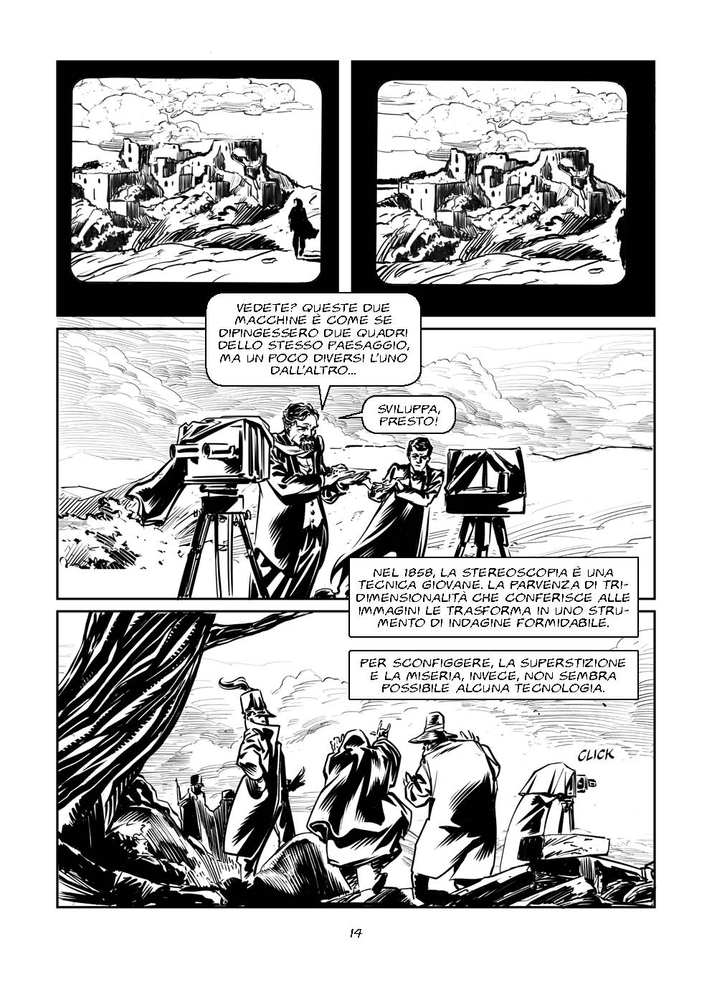 VEDETE? QUESTE DUE
MACCHINE È COME SE
DIPINGESSERO DUE QUADRI
DELLO STESSO PAESAGGIO,
MA UN POCO DIVERSI L'UNO
DALL'ALTRO...
SVILUPPA,
PRESTO!
NEL 1858, LA STEREOSCOPIA È UNA
TECNICA GIOVANE. LA PARVENZA DI TRI-
DIMENSIONALITÀ CHE CONFERISCE ALLE
IMMAGINI LE TRASFORMA IN UNO STRU-
MENTO DI INDAGINE FORMIDABILE.
PER SCONFIGGERE, LA SUPERSTIZIONE
E LA MISERIA, INVECE, NON SEMBRA
POSSIBILE ALCUNA TECNOLOGIA.
CLICK
14